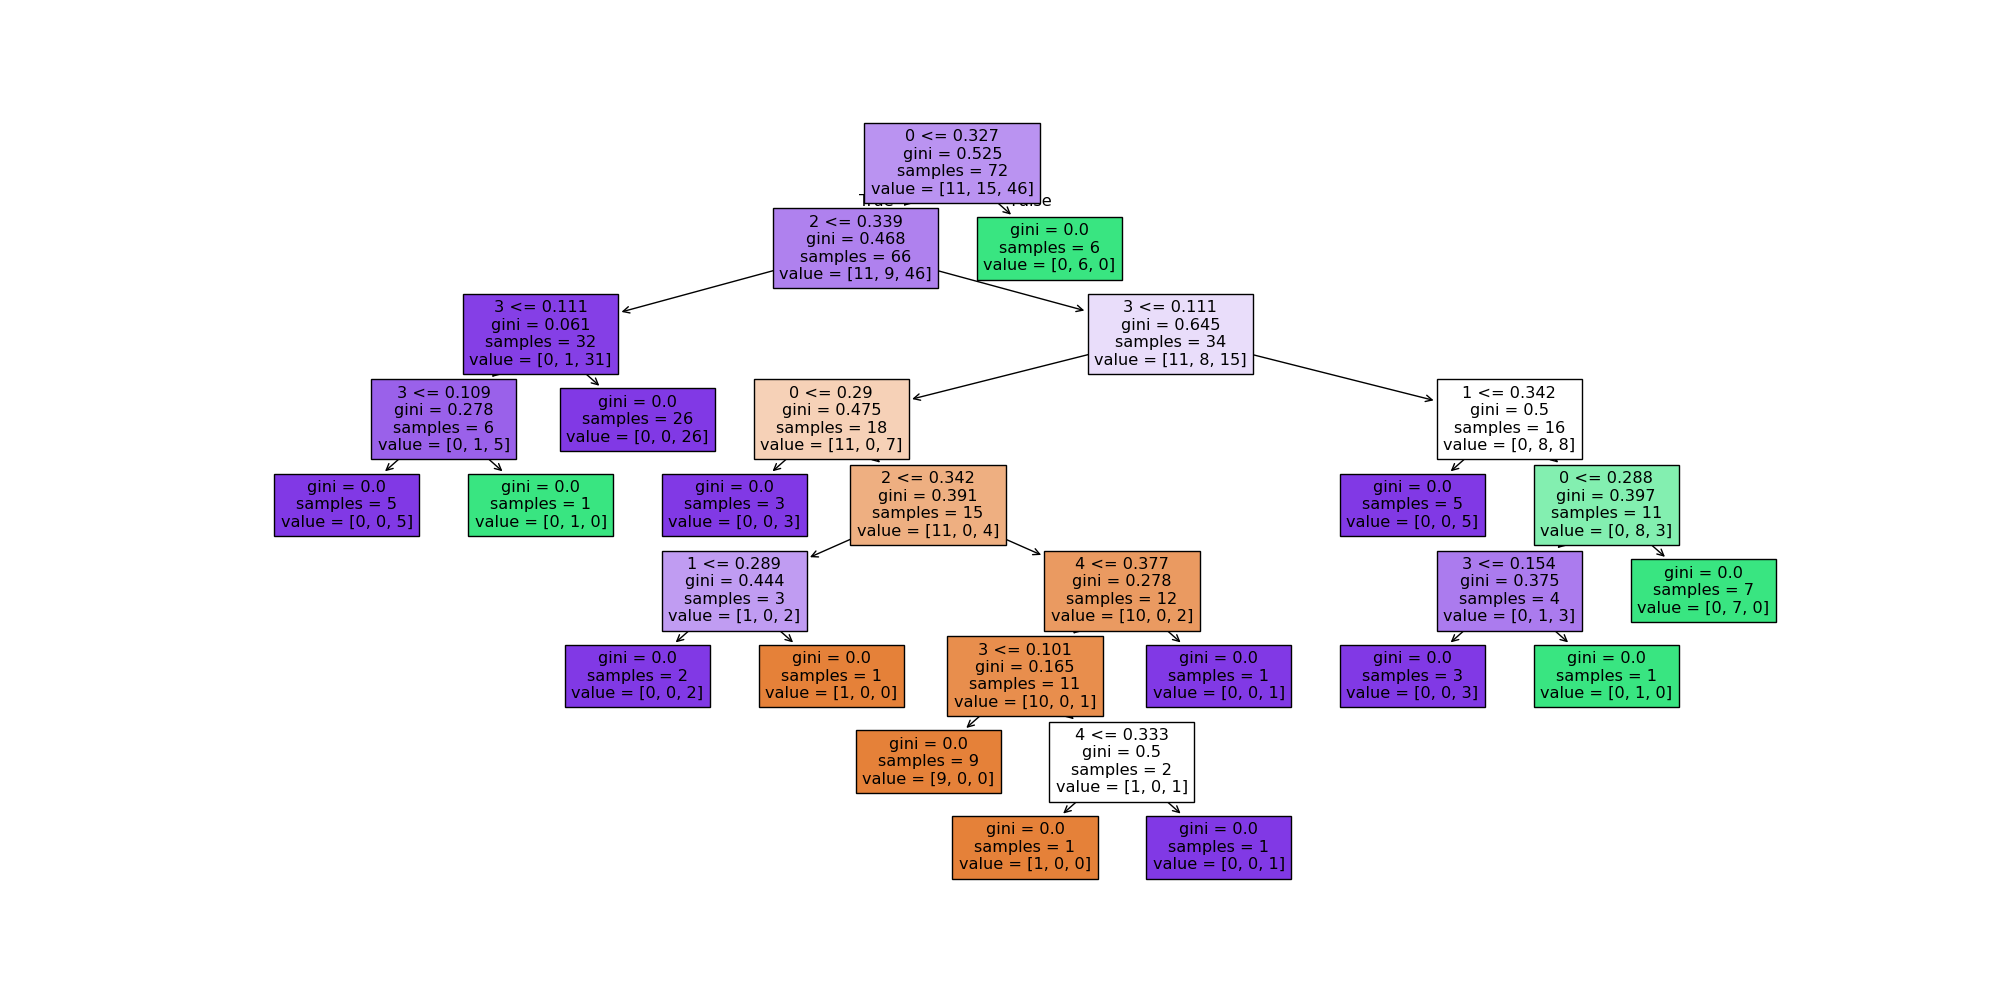 0 <= 0.327
gini = 0.525
samples = 72
value = [11, 15, 46]
True
False
2 <= 0.339
gini = 0.468
samples = 66
value = [11, 9, 46]
gini = 0.0
samples = 6
value = [0, 6, 0]
3 <= 0.111
gini = 0.061
samples = 32
value = [0, 1, 31]
3 <= 0.111
gini = 0.645
samples = 34
value = [11, 8, 15]
3 <= 0.109
gini = 0.278
samples = 6
value = [0, 1, 5]
gini = 0.0
samples = 26
value = [0, 0, 26]
0 <= 0.29
gini = 0.475
samples = 18
value = [11, 0, 7]
1 <= 0.342
gini = 0.5
samples = 16
value = [0, 8, 8]
gini = 0.0
samples = 5
value = [0, 0, 5]
gini = 0.0
samples = 1
value = [0, 1, 0]
gini = 0.0
samples = 3
value = [0, 0, 3]
2 <= 0.342
gini = 0.391
samples = 15
value = [11, 0, 4]
gini = 0.0
samples = 5
value = [0, 0, 5]
0 <= 0.288
gini = 0.397
samples = 11
value = [0, 8, 3]
1 <= 0.289
gini = 0.444
samples = 3
value = [1, 0, 2]
4 <= 0.377
gini = 0.278
samples = 12
value = [10, 0, 2]
3 <= 0.154
gini = 0.375
samples = 4
value = [0, 1, 3]
gini = 0.0
samples = 7
value = [0, 7, 0]
gini = 0.0
samples = 2
value = [0, 0, 2]
gini = 0.0
samples = 1
value = [1, 0, 0]
3 <= 0.101
gini = 0.165
samples = 11
value = [10, 0, 1]
gini = 0.0
samples = 1
value = [0, 0, 1]
gini = 0.0
samples = 3
value = [0, 0, 3]
gini = 0.0
samples = 1
value = [0, 1, 0]
gini = 0.0
samples = 9
value = [9, 0, 0]
4 <= 0.333
gini = 0.5
samples = 2
value = [1, 0, 1]
gini = 0.0
samples = 1
value = [1, 0, 0]
gini = 0.0
samples = 1
value = [0, 0, 1]